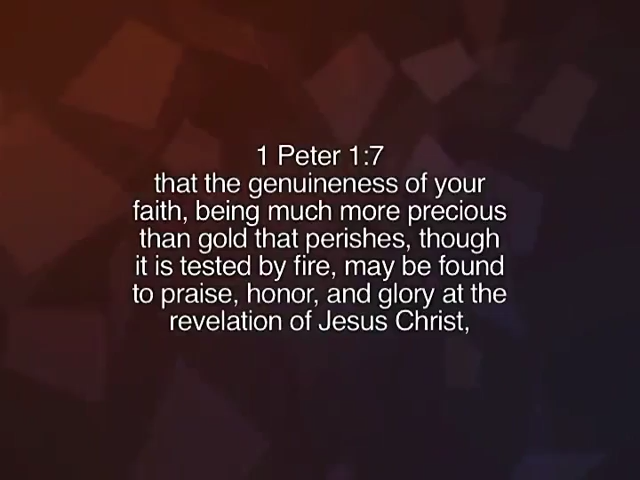 1 Peter 1:7
that the genuineness of your
faith, being much more precious
than gold that perishes, though
it is tested by fire, may be found
to praise, honor, and glory at the
revelation of Jesus Christ,